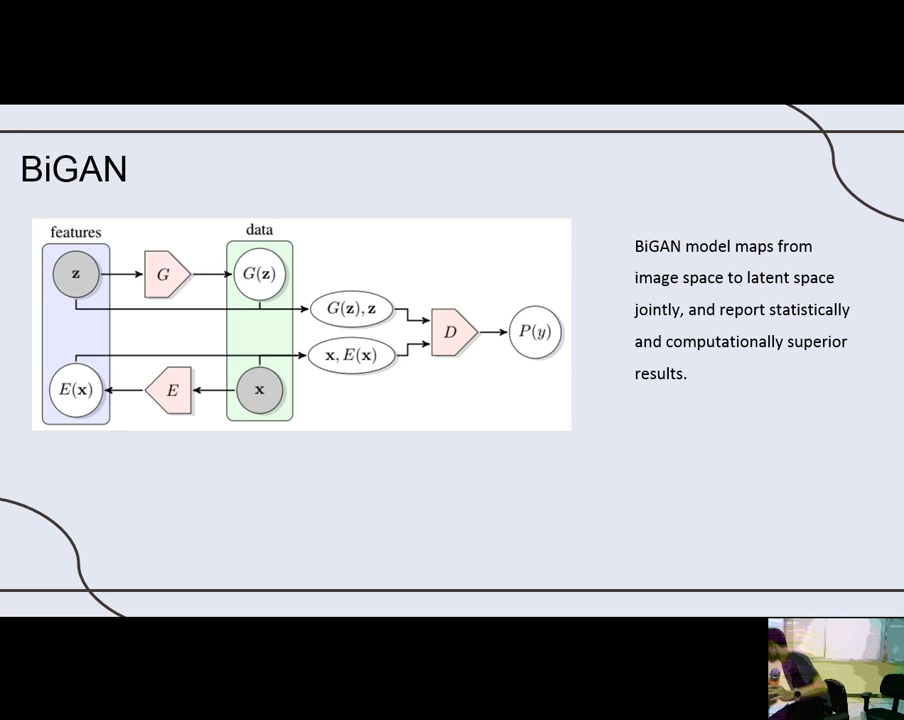 BiGAN
features
data
z
G
G(z)
G(z), z
D
P(y)
x, E(x)
E(x)
E
x
BiGAN model maps from
image space to latent space
jointly, and report statistically
and computationally superior
results.